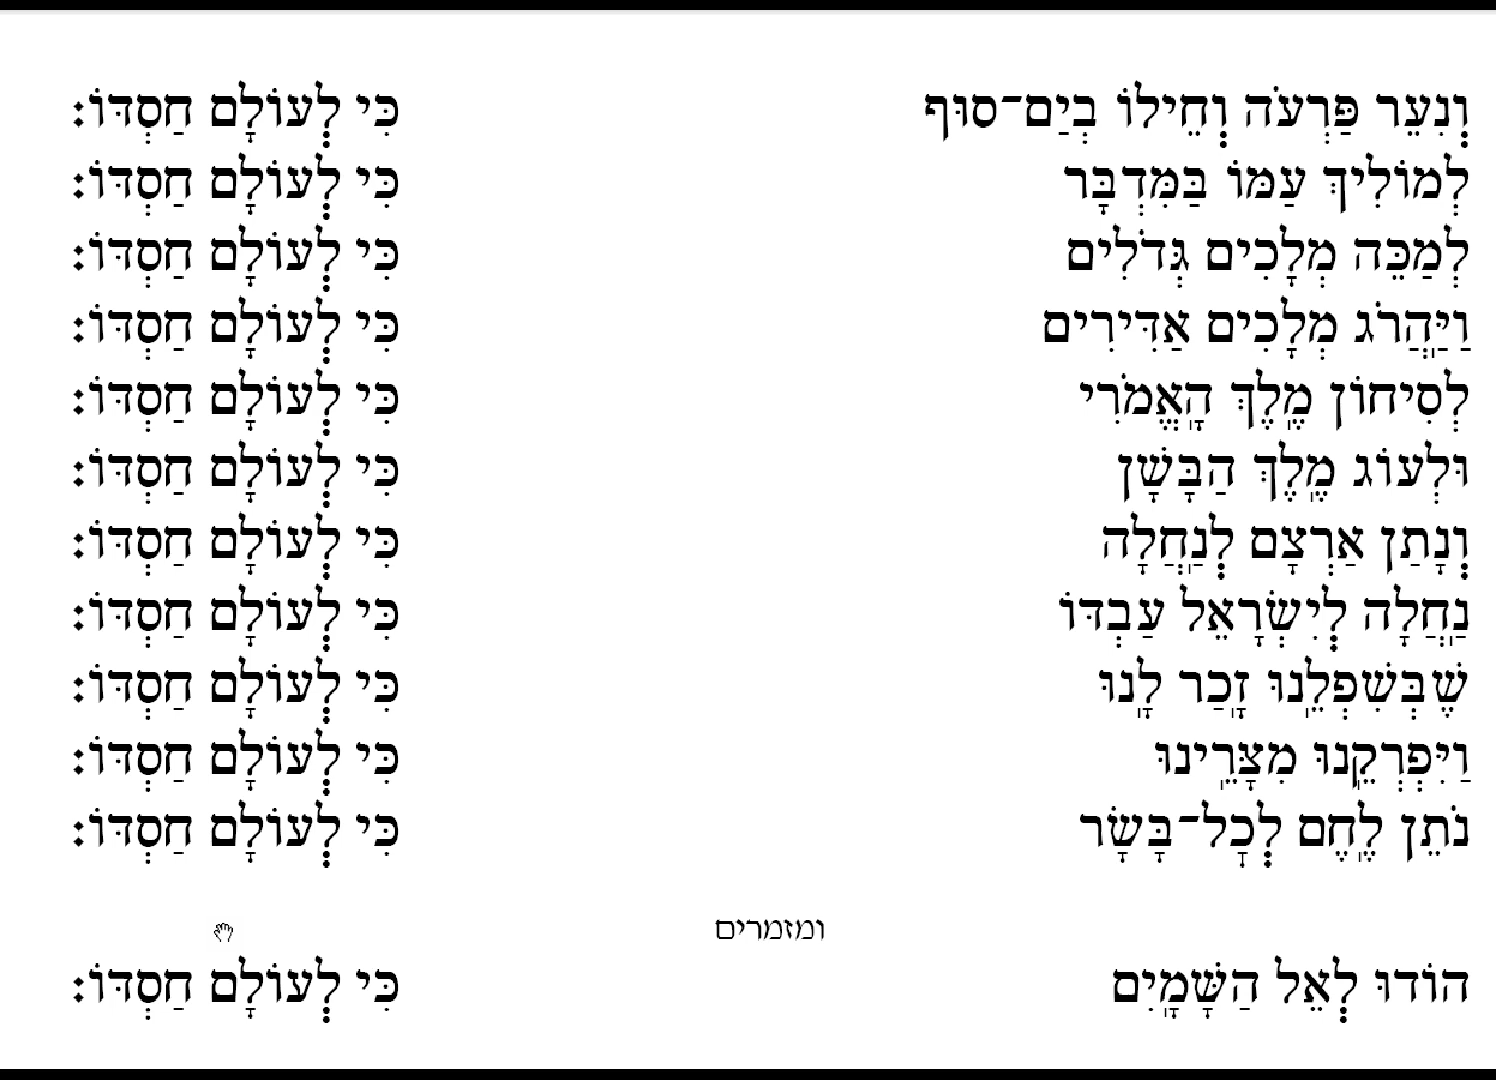 וְנִעֵר פַּרְעֹה וְחֵילוֹ בְיַם־סוּף כִּי לְעוֹלָם חַסְדּוֹ׃
לְמוֹלִיךְ עַמּוֹ בַּמִּדְבָּר כִּי לְעוֹלָם חַסְדּוֹ׃
לְמַכֵּה מְלָכִים גְּדֹלִים כִּי לְעוֹלָם חַסְדּוֹ׃
וַיַּֽהֲרֹג מְלָכִים אַדִּירִים כִּי לְעוֹלָם חַסְדּוֹ׃
לְסִיחוֹן מֶֽלֶךְ הָֽאֱמֹרִי כִּי לְעוֹלָם חַסְדּוֹ׃
וּלְעוֹג מֶֽלֶךְ הַבָּשָׁן כִּי לְעוֹלָם חַסְדּוֹ׃
וְנָתַן אַרְצָם לְנַֽחֲלָה כִּי לְעוֹלָם חַסְדּוֹ׃
נַֽחֲלָה לְיִשְׂרָאֵל עַבְדּוֹ כִּי לְעוֹלָם חַסְדּוֹ׃
שֶׁבְּשִׁפְלֵֽנוּ זָֽכַר לָֽנוּ כִּי לְעוֹלָם חַסְדּוֹ׃
וַיִּפְרְקֵֽנוּ מִצָּרֵֽינוּ כִּי לְעוֹלָם חַסְדּוֹ׃
נֹתֵן לֶֽחֶם לְכָל־בָּשָׂר כִּי לְעוֹלָם חַסְדּוֹ׃
ומזמרים
הוֹדוּ לְאֵל הַשָּׁמָֽיִם כִּי לְעוֹלָם חַסְדּוֹ׃